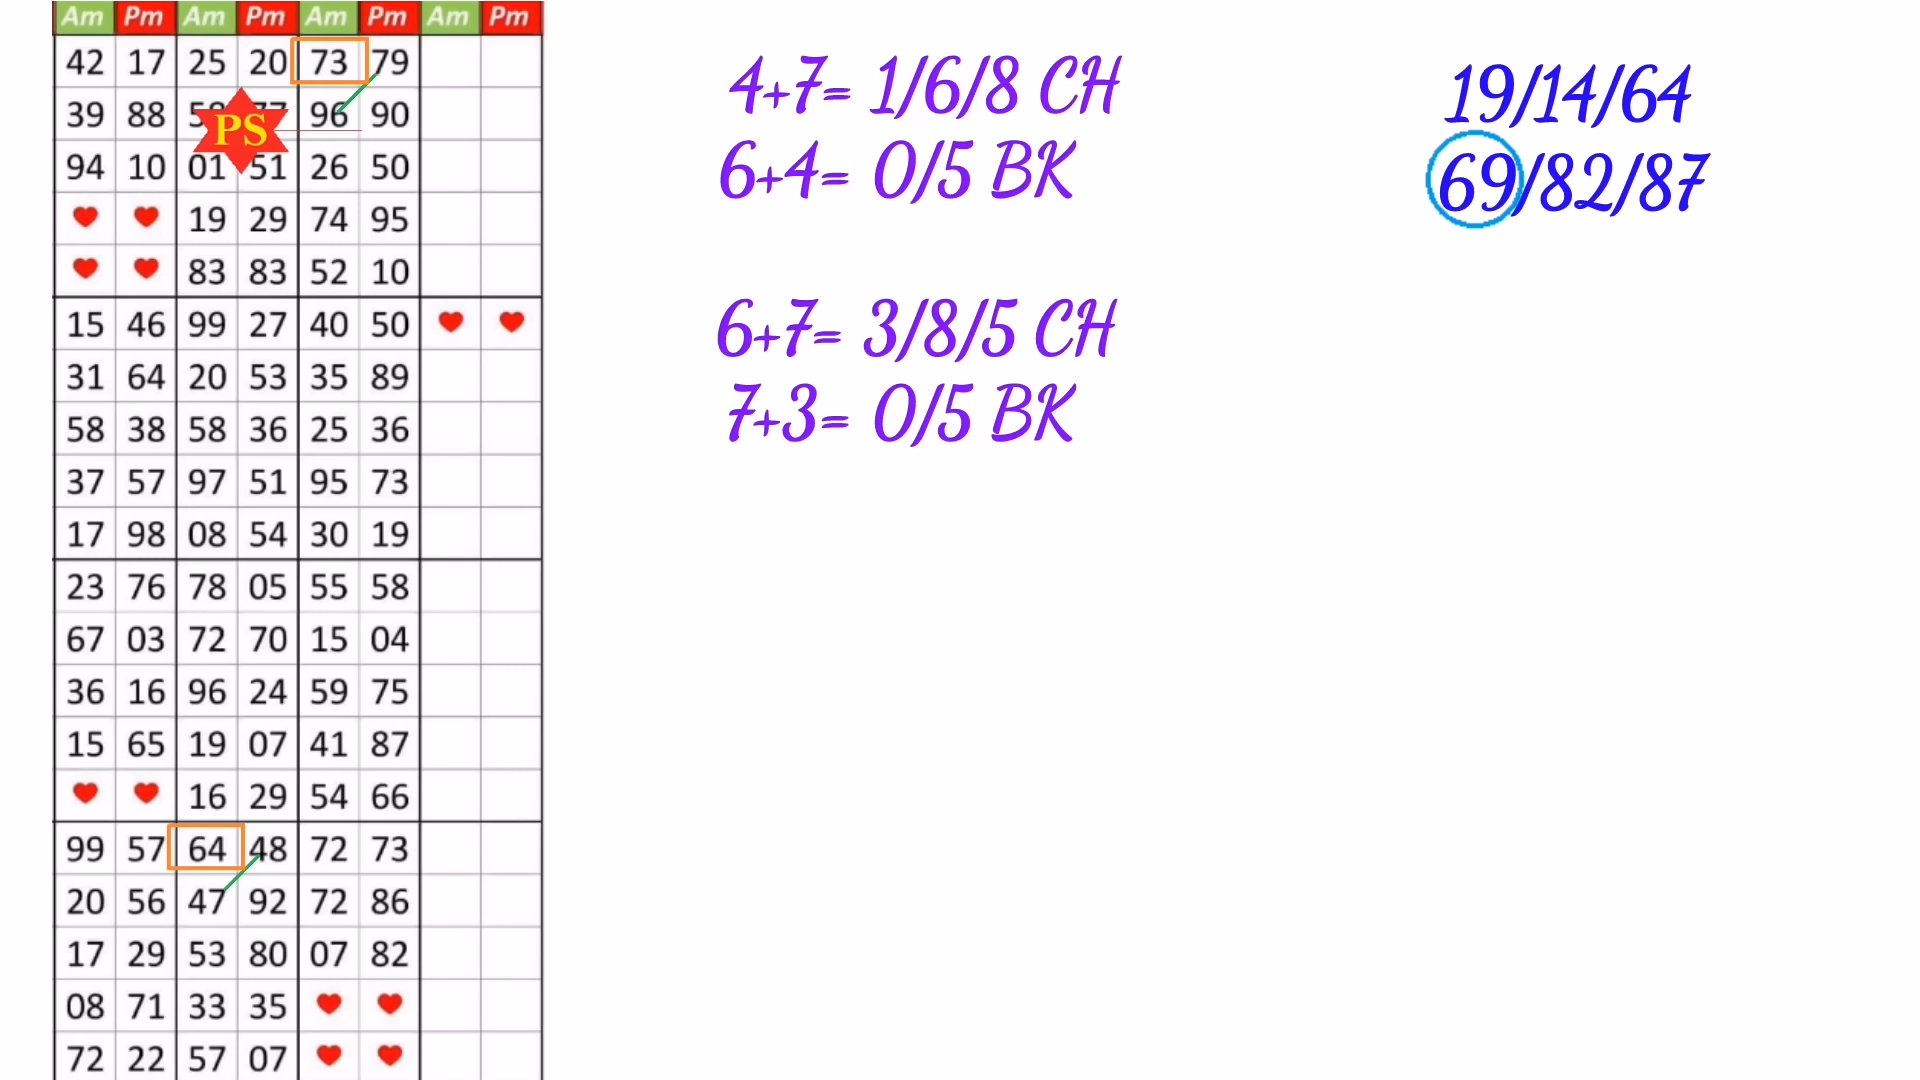 Am Pm Am Pm Am Pm Am Pm
42 17 25 20 73 79
39 88 96 90
PS
94 10 01 51 26 50
19 29 74 95
83 83 52 10
15 46 99 27 40 50
31 64 20 53 35 89
58 38 58 36 25 36
37 57 97 51 95 73
17 98 08 54 30 19
23 76 78 05 55 58
67 03 72 70 15 04
36 16 96 24 59 75
15 65 19 07 41 87
16 29 54 66
99 57 64 48 72 73
20 56 47 92 72 86
17 29 53 80 07 82
08 71 33 35
72 22 57 07
4+7= 1/6/8 CH
6+4= 0/5 BK
6+7= 3/8/5 CH
7+3= 0/5 BK
19/14/64
69/82/87